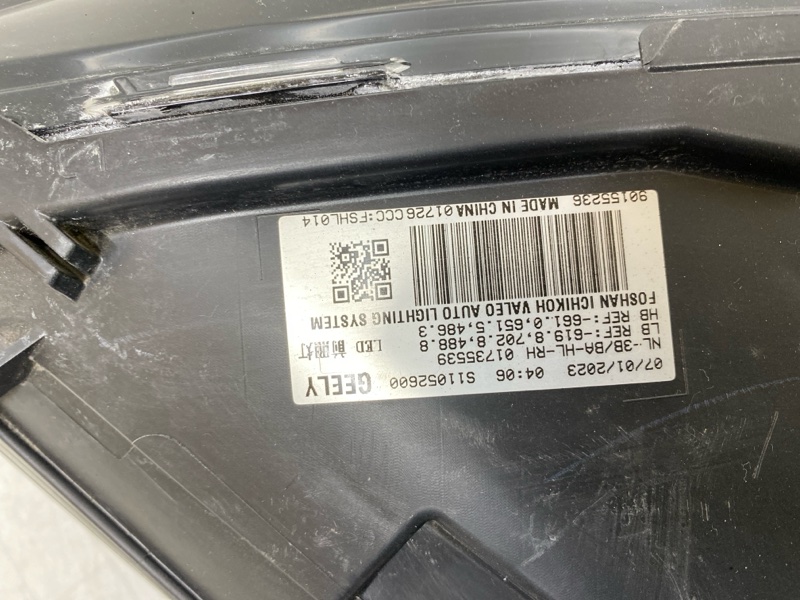 07/01/2023 04:06 S11052600 GEELY
NL-3B/BA-HL-RH 01735539
LB REF:-619.8,702.8,488.8 LED 前照灯
HB REF:-661.0,651.5,486.3
FOSHAN ICHIKOH VALEO AUTO LIGHTING SYSTEM
90155236 MADE IN CHINA 01726 CCC:FSHL014